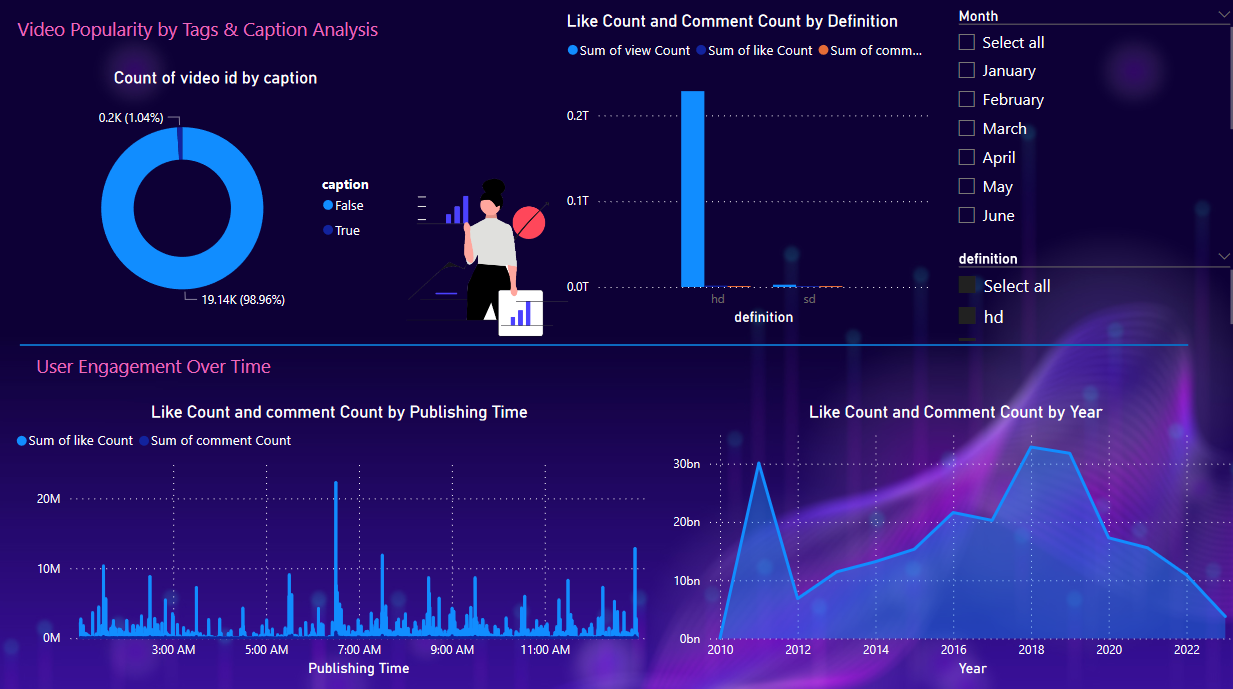 Video Popularity by Tags & Caption Analysis
Count of video id by caption
0.2K (1.04%)
19.14K (98.96%)
caption
False
True
Like Count and Comment Count by Definition
Sum of view Count Sum of like Count Sum of comm...
0.2T
0.1T
0.0T
hd sd
definition
Month
Select all
January
February
March
April
May
June
definition
Select all
hd
User Engagement Over Time
Like Count and comment Count by Publishing Time
Sum of like Count Sum of comment Count
20M
10M
0M
3:00 AM 5:00 AM 7:00 AM 9:00 AM 11:00 AM
Publishing Time
Like Count and Comment Count by Year
30bn
20bn
10bn
0bn
2010 2012 2014 2016 2018 2020 2022
Year